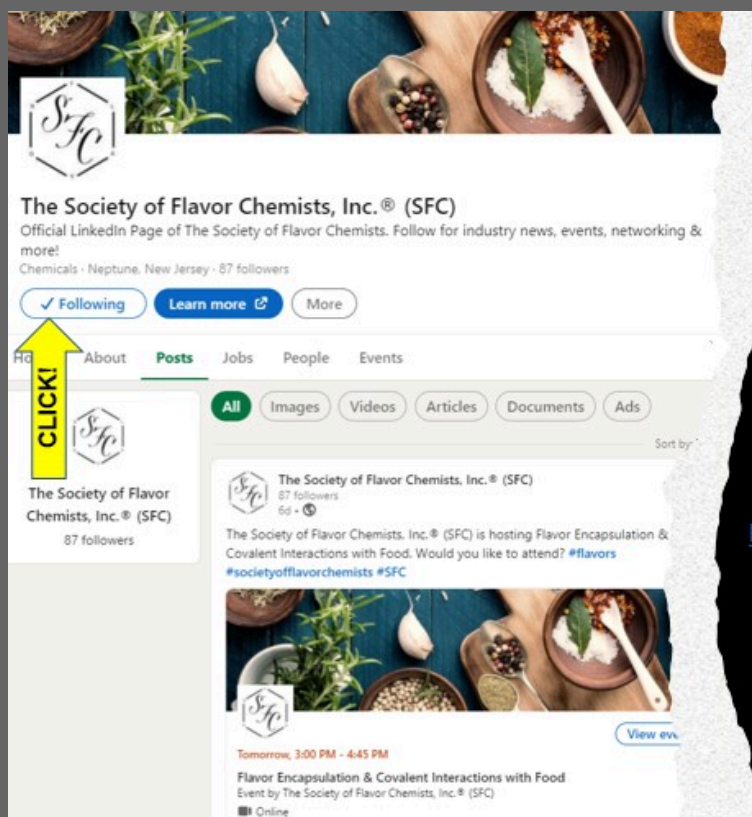 SFC
The Society of Flavor Chemists, Inc.® (SFC)
Official LinkedIn Page of The Society of Flavor Chemists. Follow for industry news, events, networking &
more!
Chemicals · Neptune, New Jersey · 87 followers
✓ Following
Learn more
More
About
Posts
Jobs
People
Events
CLICK!
SFC
The Society of Flavor
Chemists, Inc.® (SFC)
87 followers
All
Images
Videos
Articles
Documents
Ads
Sort by:
SFC
The Society of Flavor Chemists, Inc.® (SFC)
87 followers
6d •
The Society of Flavor Chemists, Inc.® (SFC) is hosting Flavor Encapsulation &
Covalent Interactions with Food. Would you like to attend? #flavors
#societyofflavorchemists #SFC
SFC
View
Tomorrow, 3:00 PM - 4:45 PM
Flavor Encapsulation & Covalent Interactions with Food
Event by The Society of Flavor Chemists, Inc.® (SFC)
Online